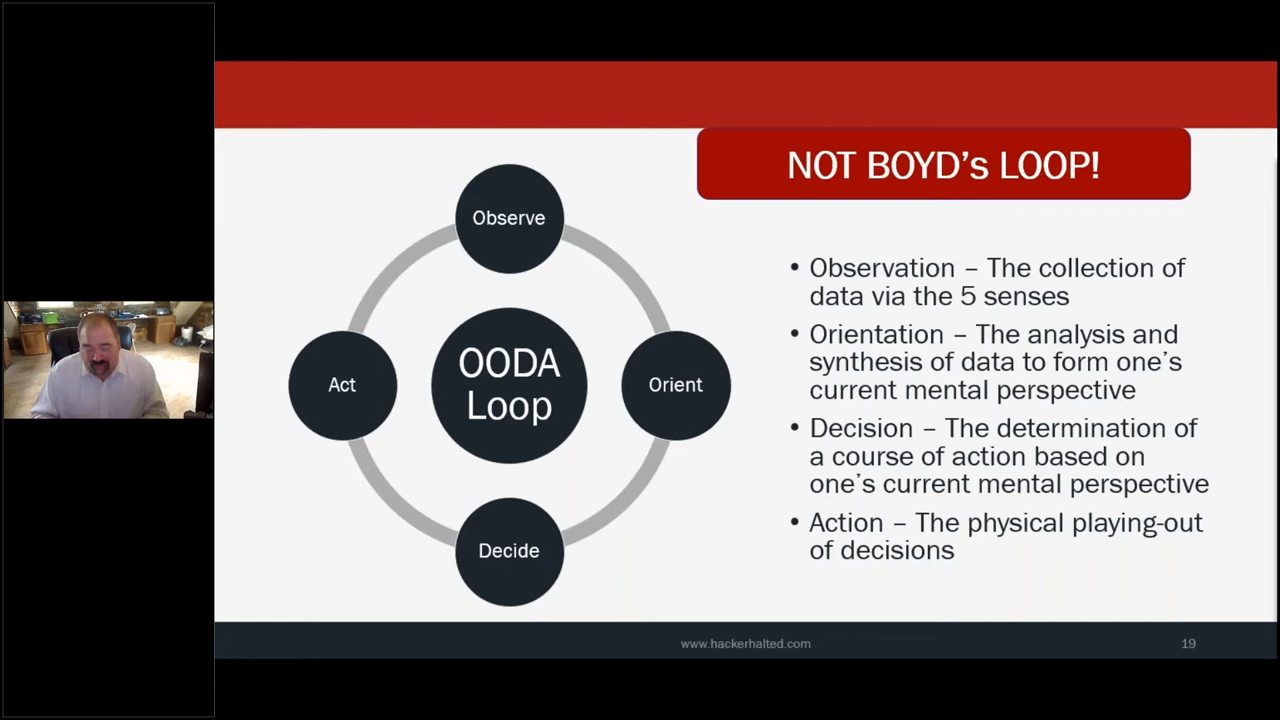 NOT BOYD’s LOOP!
Observe
Act
OODA
Loop
Orient
Decide
• Observation – The collection of
data via the 5 senses
• Orientation – The analysis and
synthesis of data to form one’s
current mental perspective
• Decision – The determination of
a course of action based on
one’s current mental perspective
• Action – The physical playing-out
of decisions
www.hackerhalted.com
19